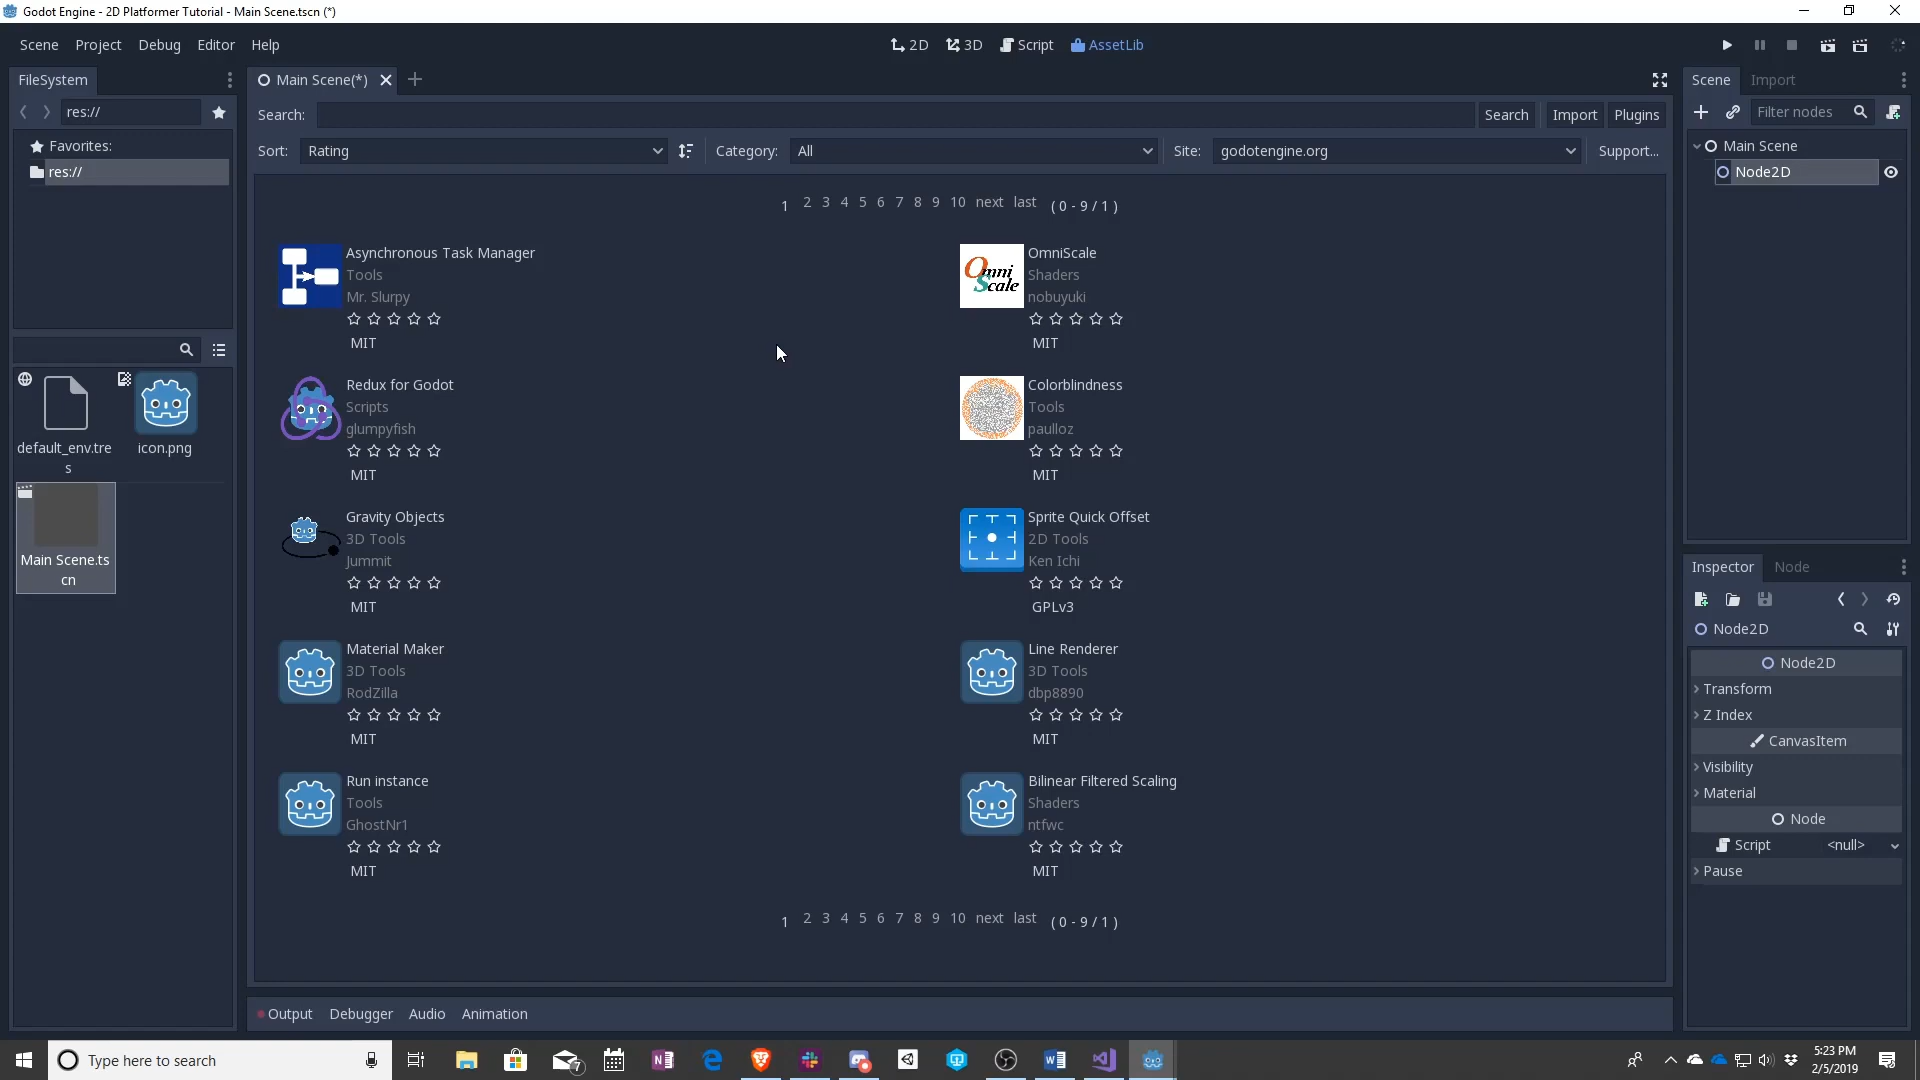 Godot Engine - 2D Platformer Tutorial - Main Scene.tscn (*)
Scene Project Debug Editor Help
2D 3D Script AssetLib
FileSystem
Main Scene(*)
Scene Import
res://
Search:
Search Import Plugins
Filter nodes
Favorites:
res://
Sort: Rating
Category: All
Site: godotengine.org
Support...
Main Scene
Node2D
1 2 3 4 5 6 7 8 9 10 next last ( 0 - 9 / 1 )
Asynchronous Task Manager
Tools
Mr. Slurpy
MIT
Omni
Scale
OmniScale
Shaders
nobuyuki
MIT
Redux for Godot
Scripts
glumpyfish
MIT
Colorblindness
Tools
paulloz
MIT
Gravity Objects
3D Tools
Jummit
MIT
Sprite Quick Offset
2D Tools
Ken Ichi
GPLv3
Material Maker
3D Tools
RodZilla
MIT
Line Renderer
3D Tools
dbp8890
MIT
Run instance
Tools
GhostNr1
MIT
Bilinear Filtered Scaling
Shaders
ntfwc
MIT
1 2 3 4 5 6 7 8 9 10 next last ( 0 - 9 / 1 )
default_env.tre
s
icon.png
Main Scene.ts
cn
Inspector Node
Node2D
Node2D
Transform
Z Index
CanvasItem
Visibility
Material
Node
Script <null>
Pause
Output Debugger Audio Animation
Type here to search
7
N
W
5:23 PM
2/5/2019